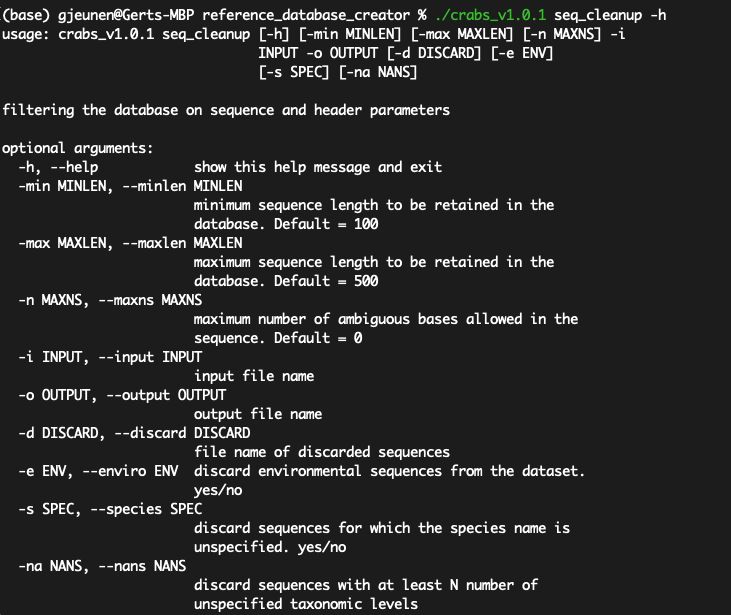 (base) gjeunen@Gerts-MBP reference_database_creator % ./crabs_v1.0.1 seq_cleanup -h
usage: crabs_v1.0.1 seq_cleanup [-h] [-min MINLEN] [-max MAXLEN] [-n MAXNS] -i
INPUT -o OUTPUT [-d DISCARD] [-e ENV]
[-s SPEC] [-na NANS]
filtering the database on sequence and header parameters
optional arguments:
-h, --help show this help message and exit
-min MINLEN, --minlen MINLEN
minimum sequence length to be retained in the
database. Default = 100
-max MAXLEN, --maxlen MAXLEN
maximum sequence length to be retained in the
database. Default = 500
-n MAXNS, --maxns MAXNS
maximum number of ambiguous bases allowed in the
sequence. Default = 0
-i INPUT, --input INPUT
input file name
-o OUTPUT, --output OUTPUT
output file name
-d DISCARD, --discard DISCARD
file name of discarded sequences
-e ENV, --enviro ENV discard environmental sequences from the dataset.
yes/no
-s SPEC, --species SPEC
discard sequences for which the species name is
unspecified. yes/no
-na NANS, --nans NANS
discard sequences with at least N number of
unspecified taxonomic levels